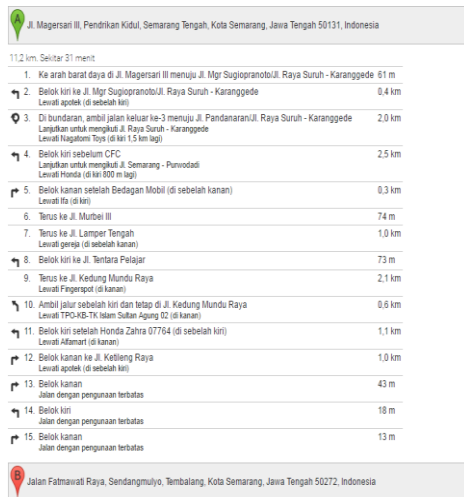 A
Jl. Magersari III, Pendrikan Kidul, Semarang Tengah, Kota Semarang, Jawa Tengah 50131, Indonesia
11,2 km. Sekitar 31 menit
1. Ke arah barat daya di Jl. Magersari III menuju Jl. Mgr Sugiopranoto/Jl. Raya Suruh - Karanggede 61 m
2. Belok kiri ke Jl. Mgr Sugiopranoto/Jl. Raya Suruh - Karanggede 0,4 km
Lewati apotek (di sebelah kiri)
3. Di bundaran, ambil jalan keluar ke-3 menuju Jl. Pandanaran/Jl. Raya Suruh - Karanggede 2,0 km
Lanjutkan untuk mengikuti Jl. Raya Suruh - Karanggede
Lewati Nagatomi Toys (di kiri 1,5 km lagi)
4. Belok kiri sebelum CFC 2,5 km
Lanjutkan untuk mengikuti Jl. Semarang - Purwodadi
Lewati Honda (di kiri 800 m lagi)
5. Belok kanan setelah Bedagan Mobil (di sebelah kanan) 0,3 km
Lewati Ifa (di kiri)
6. Terus ke Jl. Murbei III 74 m
7. Terus ke Jl. Lamper Tengah 1,0 km
Lewati gereja (di sebelah kanan)
8. Belok kiri ke Jl. Tentara Pelajar 73 m
9. Terus ke Jl. Kedung Mundu Raya 2,1 km
Lewati Fingerspot (di kanan)
10. Ambil jalur sebelah kiri dan tetap di Jl. Kedung Mundu Raya 0,6 km
Lewati TPO-KB-TK Islam Sultan Agung 02 (di kanan)
11. Belok kiri setelah Honda Zahra 07764 (di sebelah kiri) 1,1 km
Lewati Alfamart (di kanan)
12. Belok kanan ke Jl. Ketileng Raya 1,0 km
Lewati apotek (di sebelah kiri)
13. Belok kanan 43 m
Jalan dengan pengunaan terbatas
14. Belok kiri 18 m
Jalan dengan pengunaan terbatas
15. Belok kanan 13 m
Jalan dengan pengunaan terbatas
B
Jalan Fatmawati Raya, Sendangmulyo, Tembalang, Kota Semarang, Jawa Tengah 50272, Indonesia